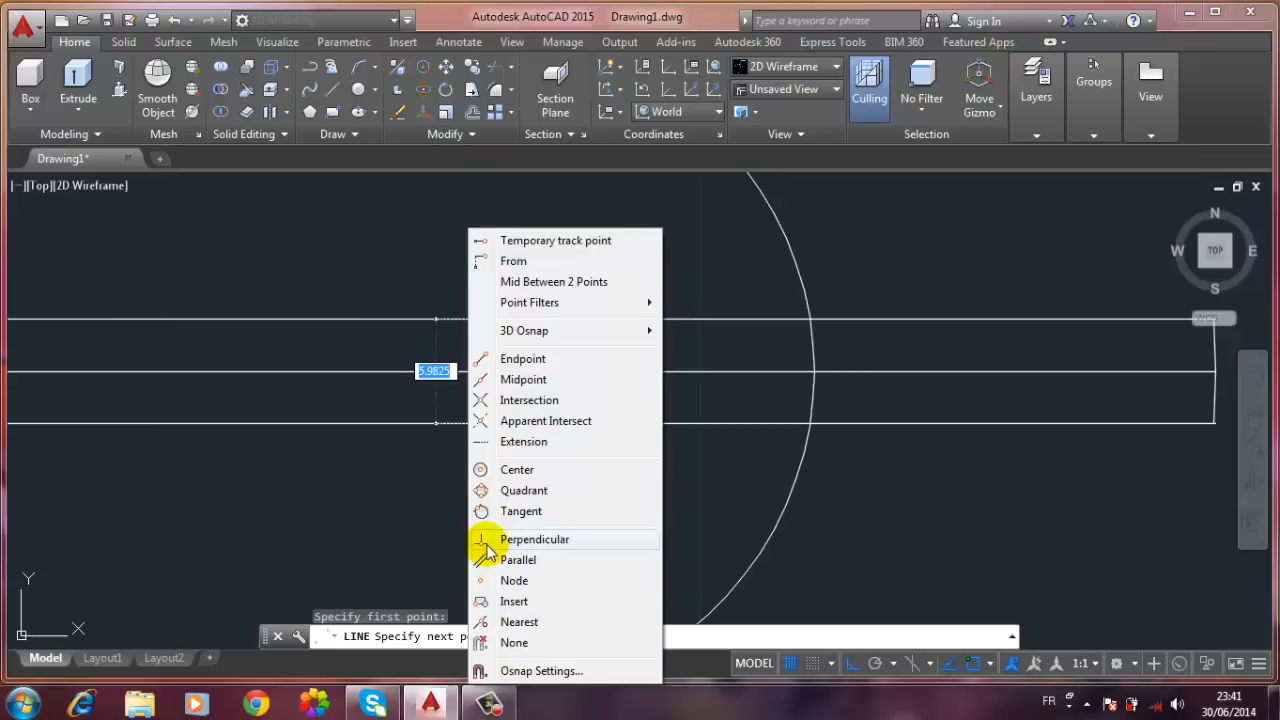 3D Modeling
Autodesk AutoCAD 2015 Drawing1.dwg
Type a keyword or phrase
Sign In
Home Solid Surface Mesh Visualize Parametric Insert Annotate View Manage Output Add-ins Autodesk 360 Express Tools BIM 360 Featured Apps
2D Wireframe
Unsaved View
World
Box Extrude Smooth Object Section Plane Culling No Filter Move Gizmo Layers Groups View
Modeling Mesh Solid Editing Draw Modify Section Coordinates View Selection
Drawing1*
[−][Top][2D Wireframe]
N
W TOP E
S
Temporary track point
From
Mid Between 2 Points
Point Filters
3D Osnap
Endpoint
5.9825
Midpoint
Intersection
Apparent Intersect
Extension
Center
Quadrant
Tangent
Perpendicular
Parallel
Node
Insert
Nearest
None
Osnap Settings...
Y
X
Specify first point:
LINE Specify next p
Model Layout1 Layout2 +
MODEL 1:1
FR 23:41
30/06/2014